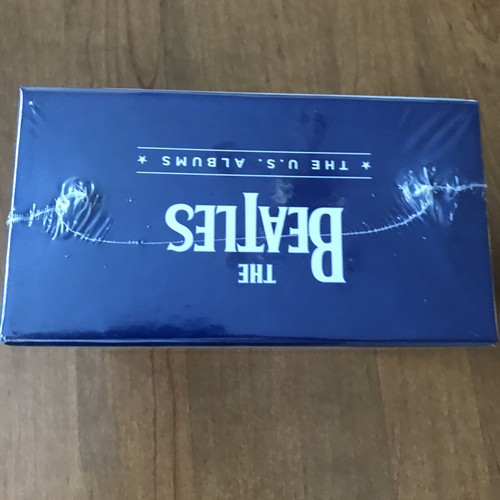 THE
BEATLES
★ THE U.S. ALBUMS ★